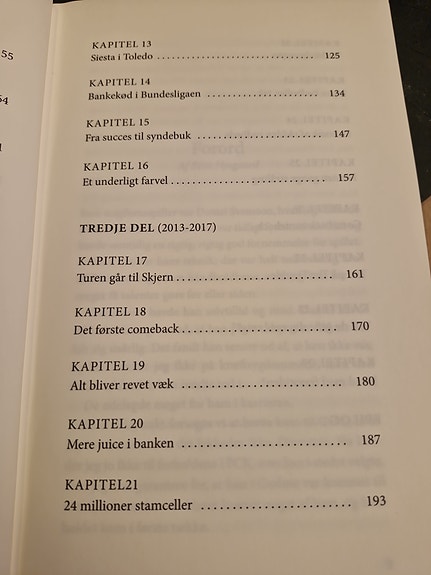 KAPITEL 13
Siesta i Toledo ........................................ 125
KAPITEL 14
Bankekød i Bundesligaen ........................ 134
KAPITEL 15
Fra succes til syndebuk ........................ 147
KAPITEL 16
Et underligt farvel ............................ 157
TREDJE DEL (2013-2017)
KAPITEL 17
Turen går til Skjern ........................... 161
KAPITEL 18
Det første comeback ........................... 170
KAPITEL 19
Alt bliver revet væk ........................... 180
KAPITEL 20
Mere juice i banken ........................... 187
KAPITEL21
24 millioner stamceller ........................ 193
55